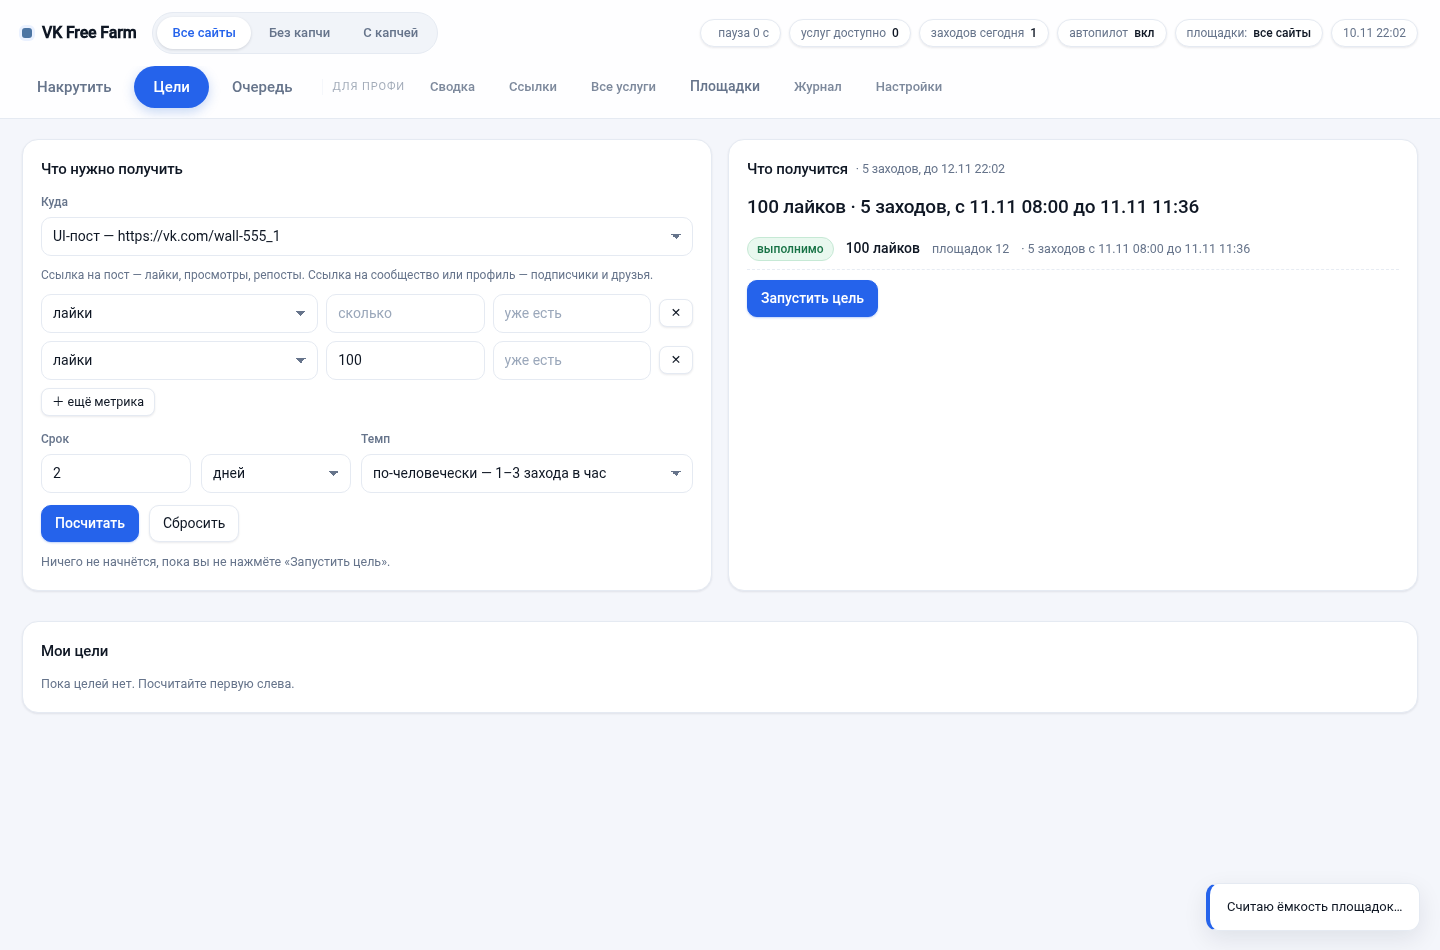 VK Free Farm
Все сайты Без капчи С капчей
пауза 0 с услуг доступно 0 заходов сегодня 1 автопилот вкл площадки: все сайты 10.11 22:02
Накрутить Цели Очередь ДЛЯ ПРОФИ Сводка Ссылки Все услуги Площадки Журнал Настройки
Что нужно получить
Куда
UI-пост — https://vk.com/wall-555_1
Ссылка на пост — лайки, просмотры, репосты. Ссылка на сообщество или профиль — подписчики и друзья.
лайки сколько уже есть ✕
лайки 100 уже есть ✕
+ ещё метрика
Срок Темп
2 дней по-человечески — 1–3 захода в час
Посчитать Сбросить
Ничего не начнётся, пока вы не нажмёте «Запустить цель».
Что получится · 5 заходов, до 12.11 22:02
100 лайков · 5 заходов, с 11.11 08:00 до 11.11 11:36
выполнимо 100 лайков площадок 12 · 5 заходов с 11.11 08:00 до 11.11 11:36
Запустить цель
Мои цели
Пока целей нет. Посчитайте первую слева.
Считаю ёмкость площадок…